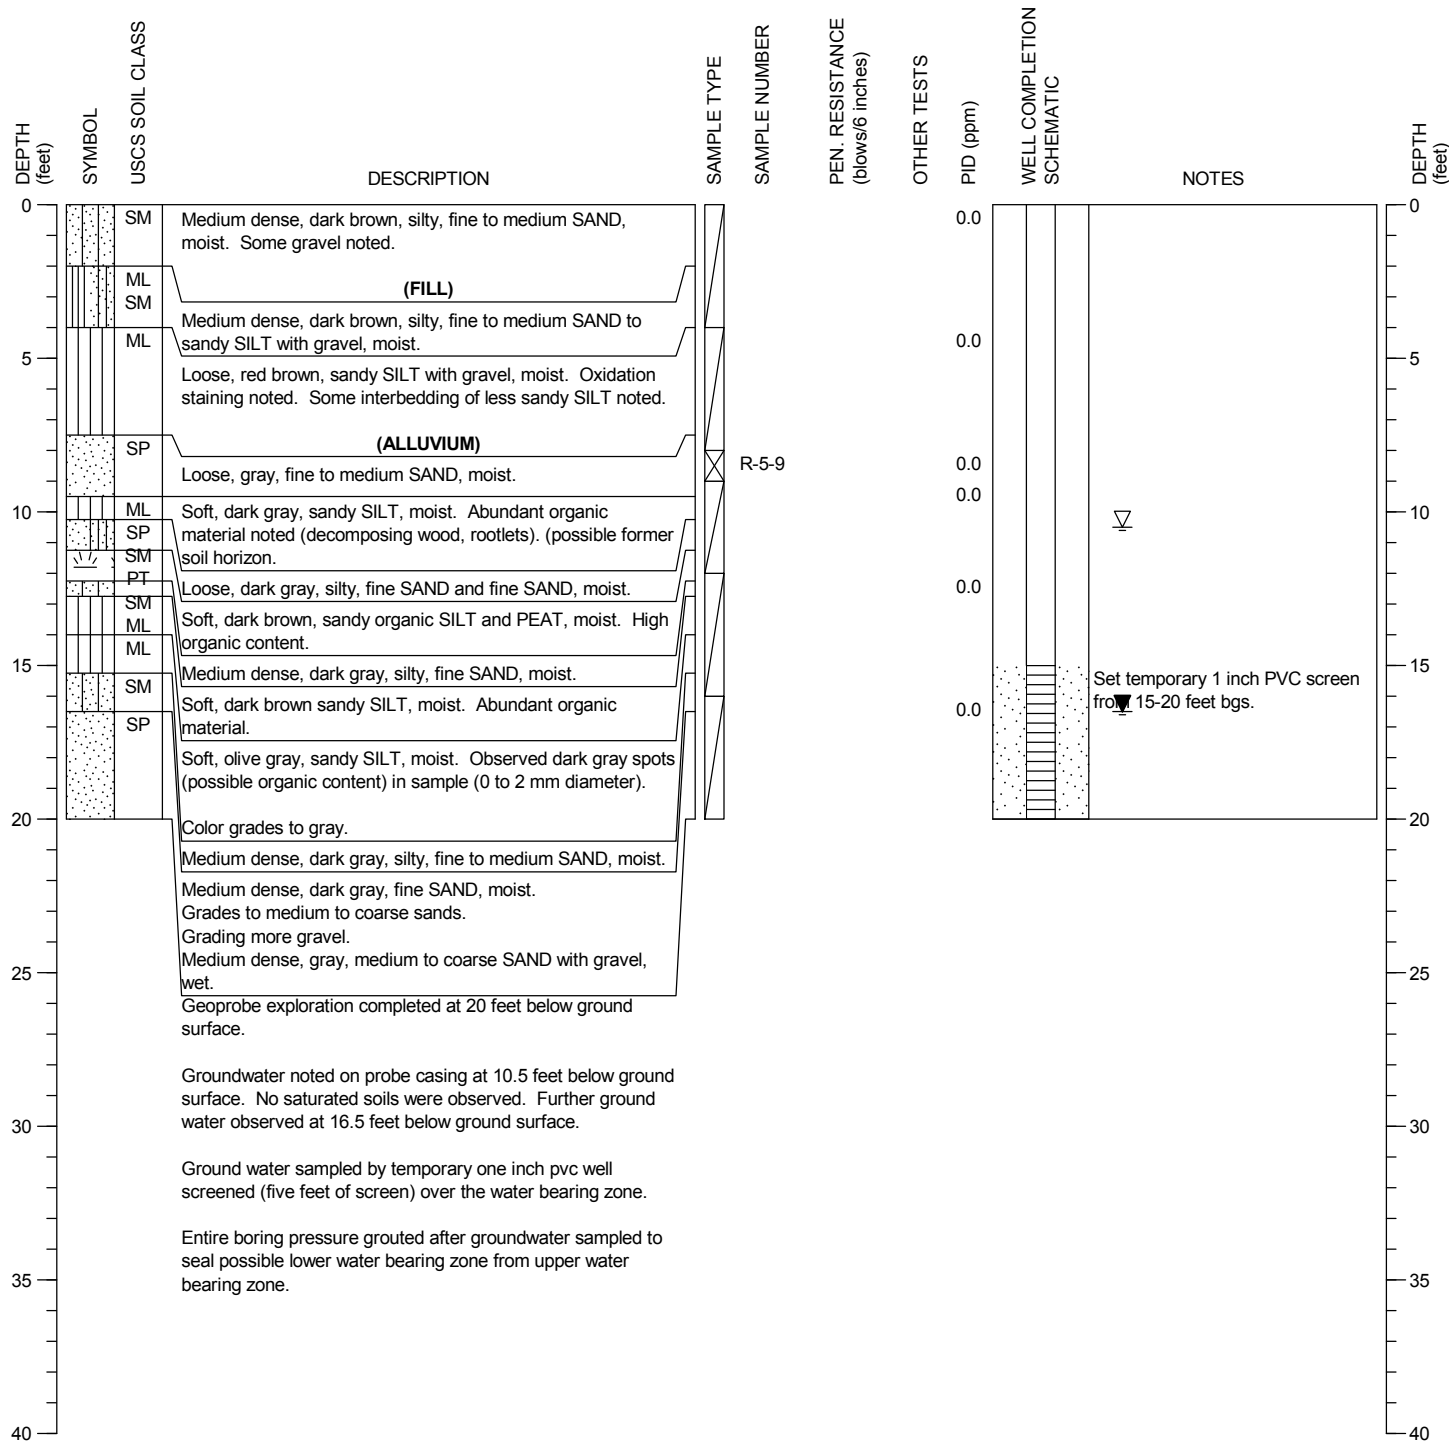 DEPTH
(feet)
SYMBOL
USCS SOIL CLASS
DESCRIPTION
SAMPLE TYPE
SAMPLE NUMBER
PEN. RESISTANCE
(blows/6 inches)
OTHER TESTS
PID (ppm)
WELL COMPLETION
SCHEMATIC
NOTES
DEPTH
(feet)
0
5
10
15
20
25
30
35
40
SM
ML
SM
ML
SP
ML
SP
SM
PT
SM
ML
ML
SM
SP
Medium dense, dark brown, silty, fine to medium SAND,
moist. Some gravel noted.
(FILL)
Medium dense, dark brown, silty, fine to medium SAND to
sandy SILT with gravel, moist.
Loose, red brown, sandy SILT with gravel, moist. Oxidation
staining noted. Some interbedding of less sandy SILT noted.
(ALLUVIUM)
Loose, gray, fine to medium SAND, moist.
Soft, dark gray, sandy SILT, moist. Abundant organic
material noted (decomposing wood, rootlets). (possible former
soil horizon.
Loose, dark gray, silty, fine SAND and fine SAND, moist.
Soft, dark brown, sandy organic SILT and PEAT, moist. High
organic content.
Medium dense, dark gray, silty, fine SAND, moist.
Soft, dark brown sandy SILT, moist. Abundant organic
material.
Soft, olive gray, sandy SILT, moist. Observed dark gray spots
(possible organic content) in sample (0 to 2 mm diameter).
Color grades to gray.
Medium dense, dark gray, silty, fine to medium SAND, moist.
Medium dense, dark gray, fine SAND, moist.
Grades to medium to coarse sands.
Grading more gravel.
Medium dense, gray, medium to coarse SAND with gravel,
wet.
Geoprobe exploration completed at 20 feet below ground
surface.
Groundwater noted on probe casing at 10.5 feet below ground
surface. No saturated soils were observed. Further ground
water observed at 16.5 feet below ground surface.
Ground water sampled by temporary one inch pvc well
screened (five feet of screen) over the water bearing zone.
Entire boring pressure grouted after groundwater sampled to
seal possible lower water bearing zone from upper water
bearing zone.
R-5-9
0.0
0.0
0.0
0.0
0.0
0.0
Set temporary 1 inch PVC screen
from 15-20 feet bgs.
0
5
10
15
20
25
30
35
40